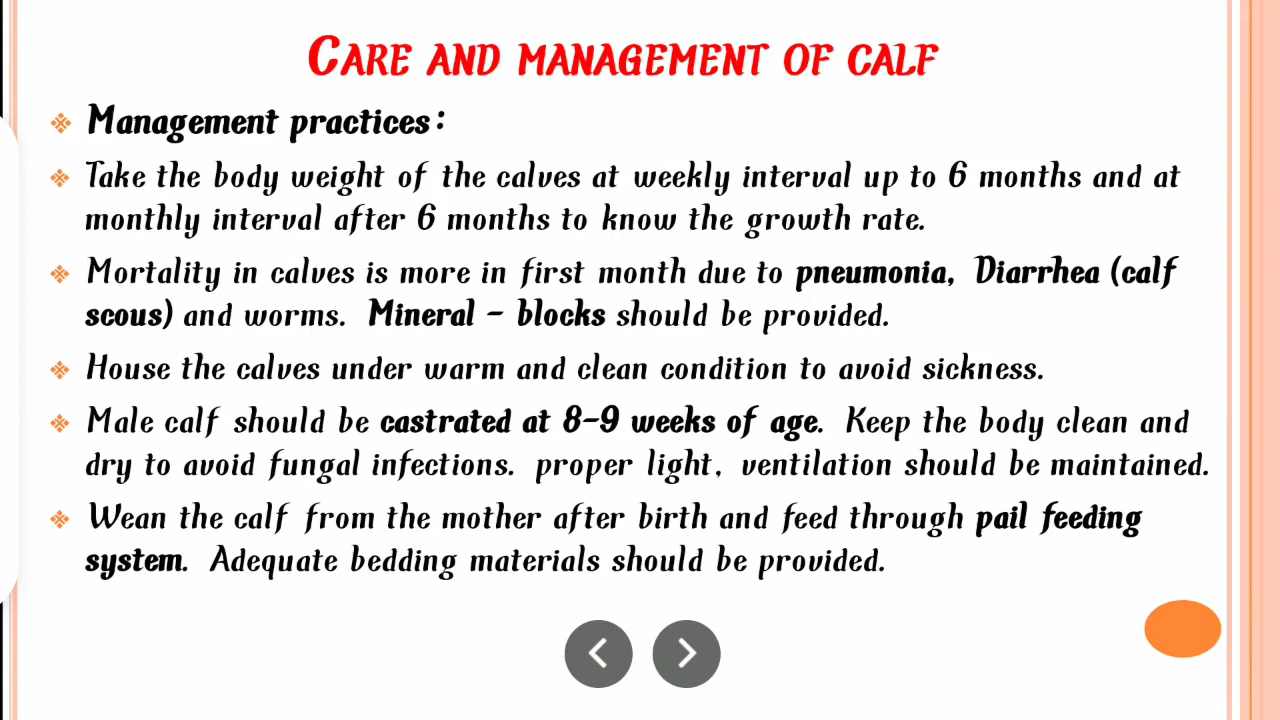 CARE AND MANAGEMENT OF CALF
Management practices:
Take the body weight of the calves at weekly interval up to 6 months and at
monthly interval after 6 months to know the growth rate.
Mortality in calves is more in first month due to pneumonia, Diarrhea (calf
scous) and worms. Mineral – blocks should be provided.
House the calves under warm and clean condition to avoid sickness.
Male calf should be castrated at 8-9 weeks of age. Keep the body clean and
dry to avoid fungal infections. proper light, ventilation should be maintained.
Wean the calf from the mother after birth and feed through pail feeding
system. Adequate bedding materials should be provided.